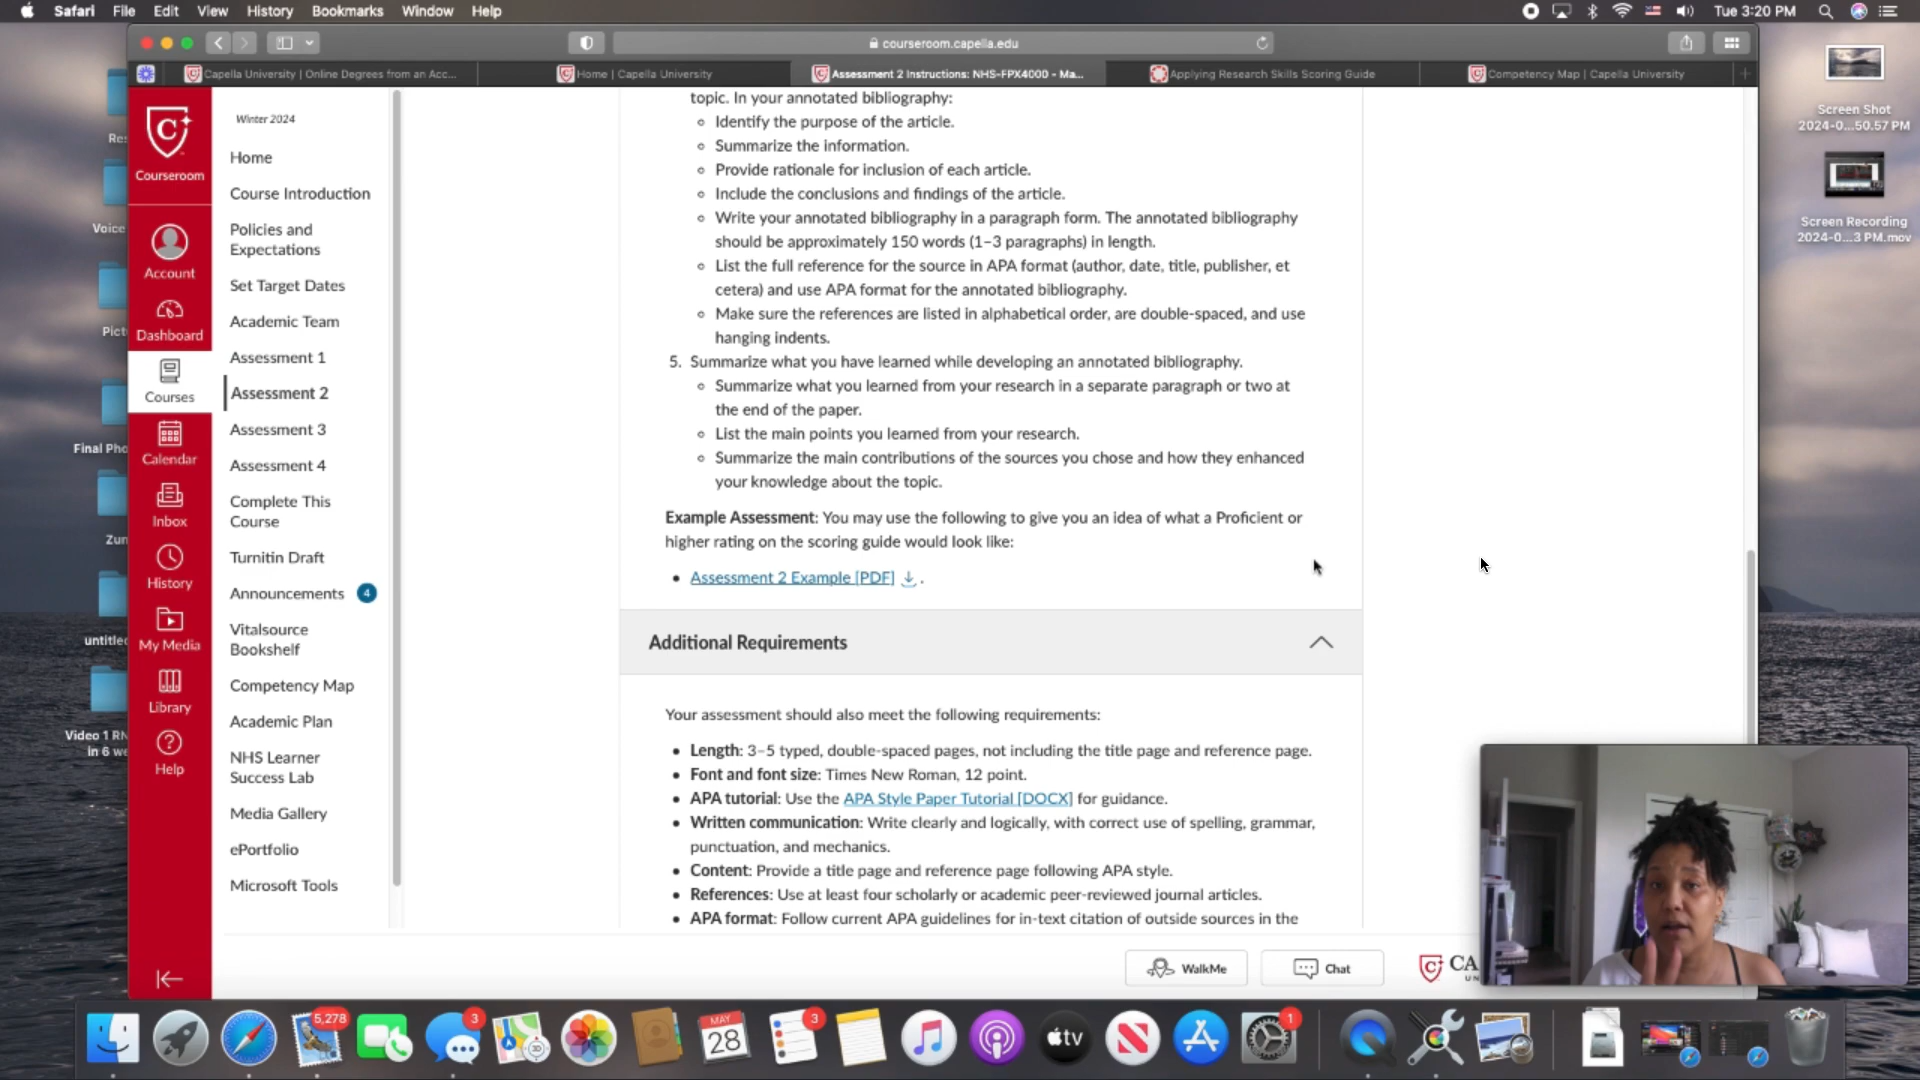 Safari File Edit View History Bookmarks Window Help
Tue 3:20 PM
courseroom.capella.edu
Capella University | Online Degrees from an Acc...
Home | Capella University
Assessment 2 Instructions: NHS-FPX4000 - Ma...
Applying Research Skills Scoring Guide
Competency Map | Capella University
Courseroom
Account
Dashboard
Courses
Calendar
Inbox
History
My Media
Library
Help
Winter 2024
Home
Course Introduction
Policies and
Expectations
Set Target Dates
Academic Team
Assessment 1
Assessment 2
Assessment 3
Assessment 4
Complete This
Course
Turnitin Draft
Announcements 4
Vitalsource
Bookshelf
Competency Map
Academic Plan
NHS Learner
Success Lab
Media Gallery
ePortfolio
Microsoft Tools
topic. In your annotated bibliography:
Identify the purpose of the article.
Summarize the information.
Provide rationale for inclusion of each article.
Include the conclusions and findings of the article.
Write your annotated bibliography in a paragraph form. The annotated bibliography
should be approximately 150 words (1–3 paragraphs) in length.
List the full reference for the source in APA format (author, date, title, publisher, et
cetera) and use APA format for the annotated bibliography.
Make sure the references are listed in alphabetical order, are double-spaced, and use
hanging indents.
5. Summarize what you have learned while developing an annotated bibliography.
Summarize what you learned from your research in a separate paragraph or two at
the end of the paper.
List the main points you learned from your research.
Summarize the main contributions of the sources you chose and how they enhanced
your knowledge about the topic.
Example Assessment: You may use the following to give you an idea of what a Proficient or
higher rating on the scoring guide would look like:
Assessment 2 Example [PDF] .
Additional Requirements
Your assessment should also meet the following requirements:
Length: 3–5 typed, double-spaced pages, not including the title page and reference page.
Font and font size: Times New Roman, 12 point.
APA tutorial: Use the APA Style Paper Tutorial [DOCX] for guidance.
Written communication: Write clearly and logically, with correct use of spelling, grammar,
punctuation, and mechanics.
Content: Provide a title page and reference page following APA style.
References: Use at least four scholarly or academic peer-reviewed journal articles.
APA format: Follow current APA guidelines for in-text citation of outside sources in the
WalkMe
Chat
CA
UN
Screen Shot
2024-0...50.57 PM
Screen Recording
2024-0...3 PM.mov
Res
Voice
Pict
Final Pho
Zur
untitled
Video 1 RN
in 6 we
5,278
3
MAY
28
3
tv
1